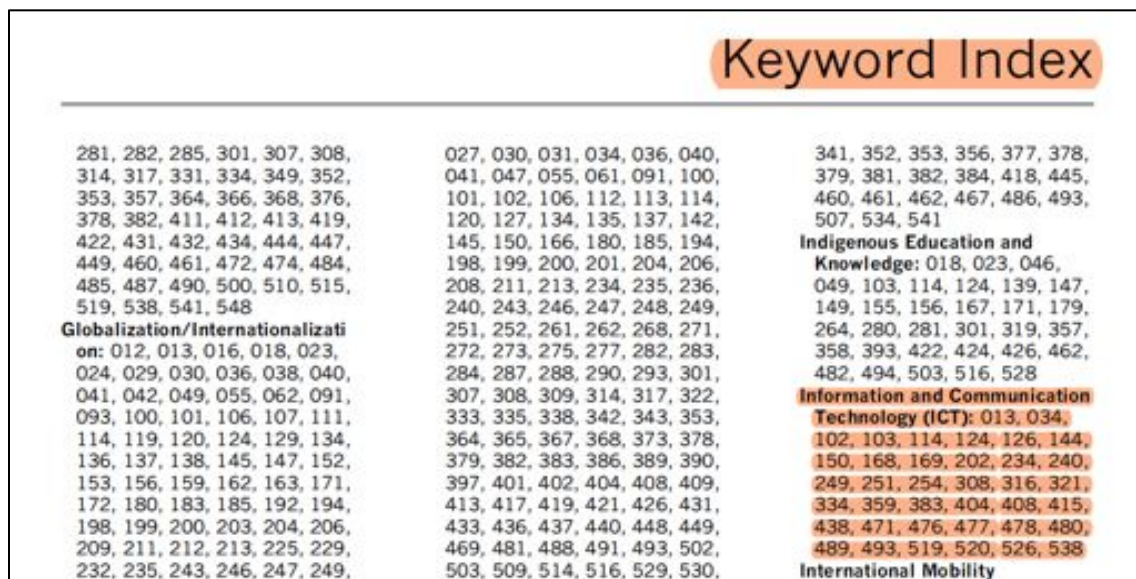 Keyword Index
281, 282, 285, 301, 307, 308,
314, 317, 331, 334, 349, 352,
353, 357, 364, 366, 368, 376,
378, 382, 411, 412, 413, 419,
422, 431, 432, 434, 444, 447,
449, 460, 461, 472, 474, 484,
485, 487, 490, 500, 510, 515,
519, 538, 541, 548
Globalization/Internationalizati
on: 012, 013, 016, 018, 023,
024, 029, 030, 036, 038, 040,
041, 042, 049, 055, 062, 091,
093, 100, 101, 106, 107, 111,
114, 119, 120, 124, 129, 134,
136, 137, 138, 145, 147, 152,
153, 156, 159, 162, 163, 171,
172, 180, 183, 185, 192, 194,
198, 199, 200, 203, 204, 206,
209, 211, 212, 213, 225, 229,
232, 235, 243, 246, 247, 249,
027, 030, 031, 034, 036, 040,
041, 047, 055, 061, 091, 100,
101, 102, 106, 112, 113, 114,
120, 127, 134, 135, 137, 142,
145, 150, 166, 180, 185, 194,
198, 199, 200, 201, 204, 206,
208, 211, 213, 234, 235, 236,
240, 243, 246, 247, 248, 249,
251, 252, 261, 262, 268, 271,
272, 273, 275, 277, 282, 283,
284, 287, 288, 290, 293, 301,
307, 308, 309, 314, 317, 322,
333, 335, 338, 342, 343, 353,
364, 365, 367, 368, 373, 378,
379, 382, 383, 386, 389, 390,
397, 401, 402, 404, 408, 409,
413, 417, 419, 421, 426, 431,
433, 436, 437, 440, 448, 449,
469, 481, 488, 491, 493, 502,
503, 509, 514, 516, 529, 530,
341, 352, 353, 356, 377, 378,
379, 381, 382, 384, 418, 445,
460, 461, 462, 467, 486, 493,
507, 534, 541
Indigenous Education and
Knowledge: 018, 023, 046,
049, 103, 114, 124, 139, 147,
149, 155, 156, 167, 171, 179,
264, 280, 281, 301, 319, 357,
358, 393, 422, 424, 426, 462,
482, 494, 503, 516, 528
Information and Communication
Technology (ICT): 013, 034,
102, 103, 114, 124, 126, 144,
150, 168, 169, 202, 234, 240,
249, 251, 254, 308, 316, 321,
334, 359, 383, 404, 408, 415,
438, 471, 476, 477, 478, 480,
489, 493, 519, 520, 526, 538
International Mobility